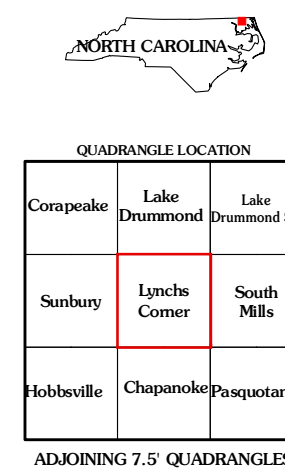 NORTH CAROLINA
QUADRANGLE LOCATION
Corapeake
Lake
Drummond
Lake
Drummond
Sunbury
Lynchs
Corner
South
Mills
Hobbsville
Chapanoke
ADJOINING 7.5' QUADRANGLES